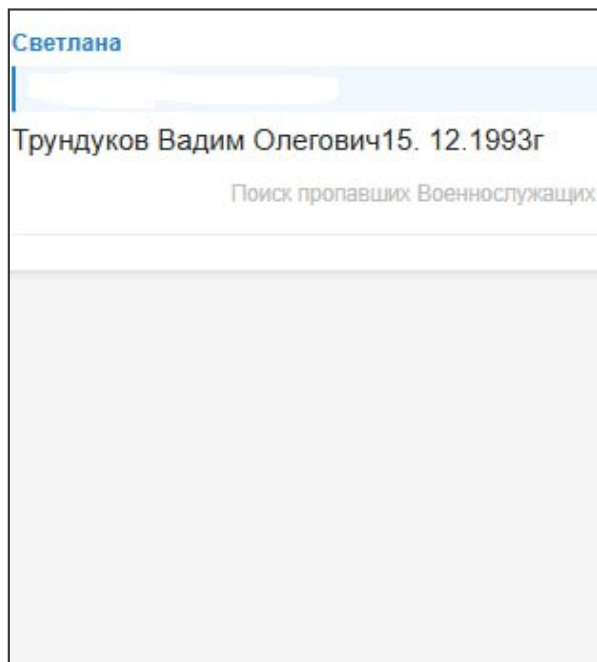 Светлана
Трундуков Вадим Олегович15. 12.1993г
Поиск пропавших Военнослужащих